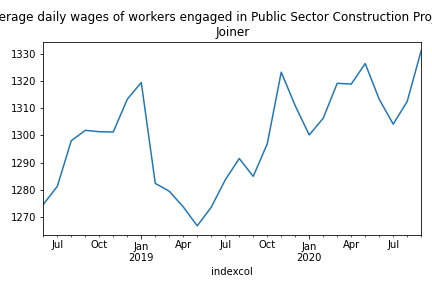 erage daily wages of workers engaged in Public Sector Construction Pro
Joiner
1330
1320
1310
1300
1290
1280
1270
Jul Oct Jan Apr Jul Oct Jan Apr Jul
2019 2020
indexcol